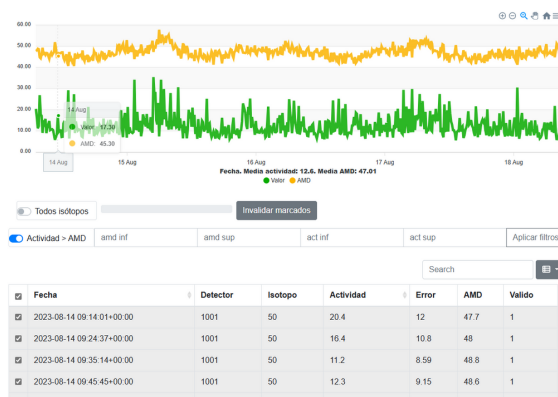 60.00
50.00
40.00
30.00
20.00
10.00
0.00
14 Aug
Valor: 17.30
AMD: 45.30
14 Aug 15 Aug 16 Aug 17 Aug 18 Aug
Fecha. Media actividad: 12.6. Media AMD: 47.01
Valor AMD
Todos isótopos Invalidar marcados
Actividad > AMD amd inf amd sup act inf act sup Aplicar filtros
Search
Fecha Detector Isotopo Actividad Error AMD Valido
2023-08-14 09:14:01+00:00 1001 50 20.4 12 47.7 1
2023-08-14 09:24:37+00:00 1001 50 16.4 10.8 48 1
2023-08-14 09:35:14+00:00 1001 50 11.2 8.59 48.8 1
2023-08-14 09:45:45+00:00 1001 50 12.3 9.15 48.6 1